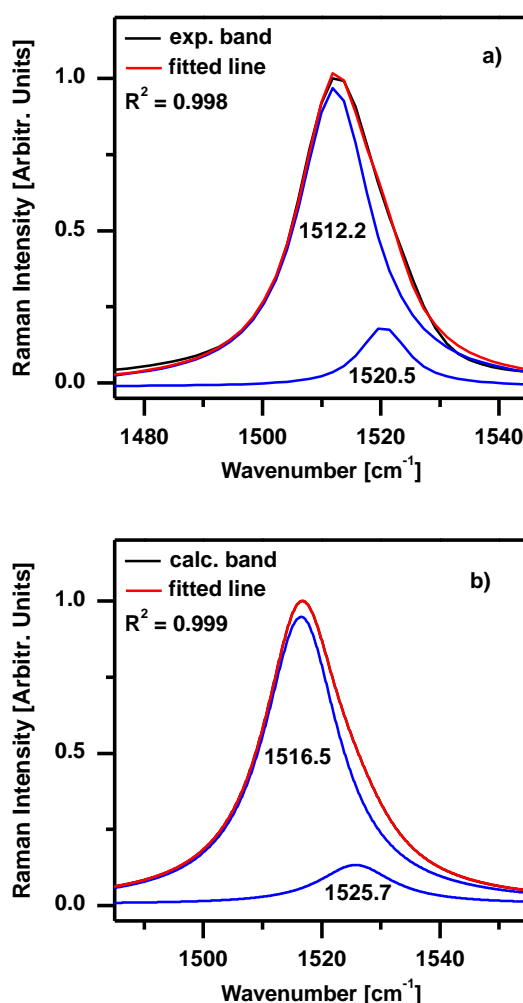 exp. band
fitted line
a)
R² = 0.998
1.0
0.5
0.0
1512.2
1520.5
Raman Intensity [Arbitr. Units]
1480
1500
1520
1540
Wavenumber [cm⁻¹]
calc. band
fitted line
b)
R² = 0.999
1.0
0.5
0.0
1516.5
1525.7
Raman Intensity [Arbitr. Units]
1500
1520
1540
Wavenumber [cm⁻¹]